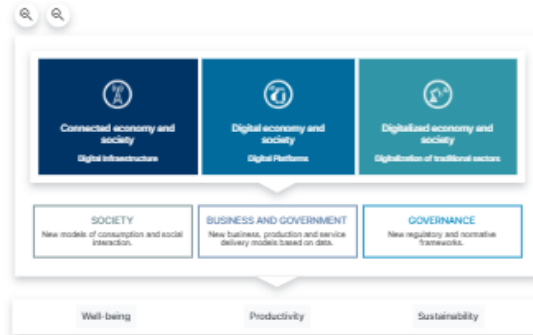 Connected economy and
society
Digital Infraestructure
Digital economy and
society
Digital Platforms
Digitalized economy and
society
Digitalization of traditional sectors
SOCIETY
New models of consumption and social
interaction.
BUSINESS AND GOVERNMENT
New business, production and service
delivery models based on data.
GOVERNANCE
New regulatory and normative
frameworks.
Well-being
Productivity
Sustainability